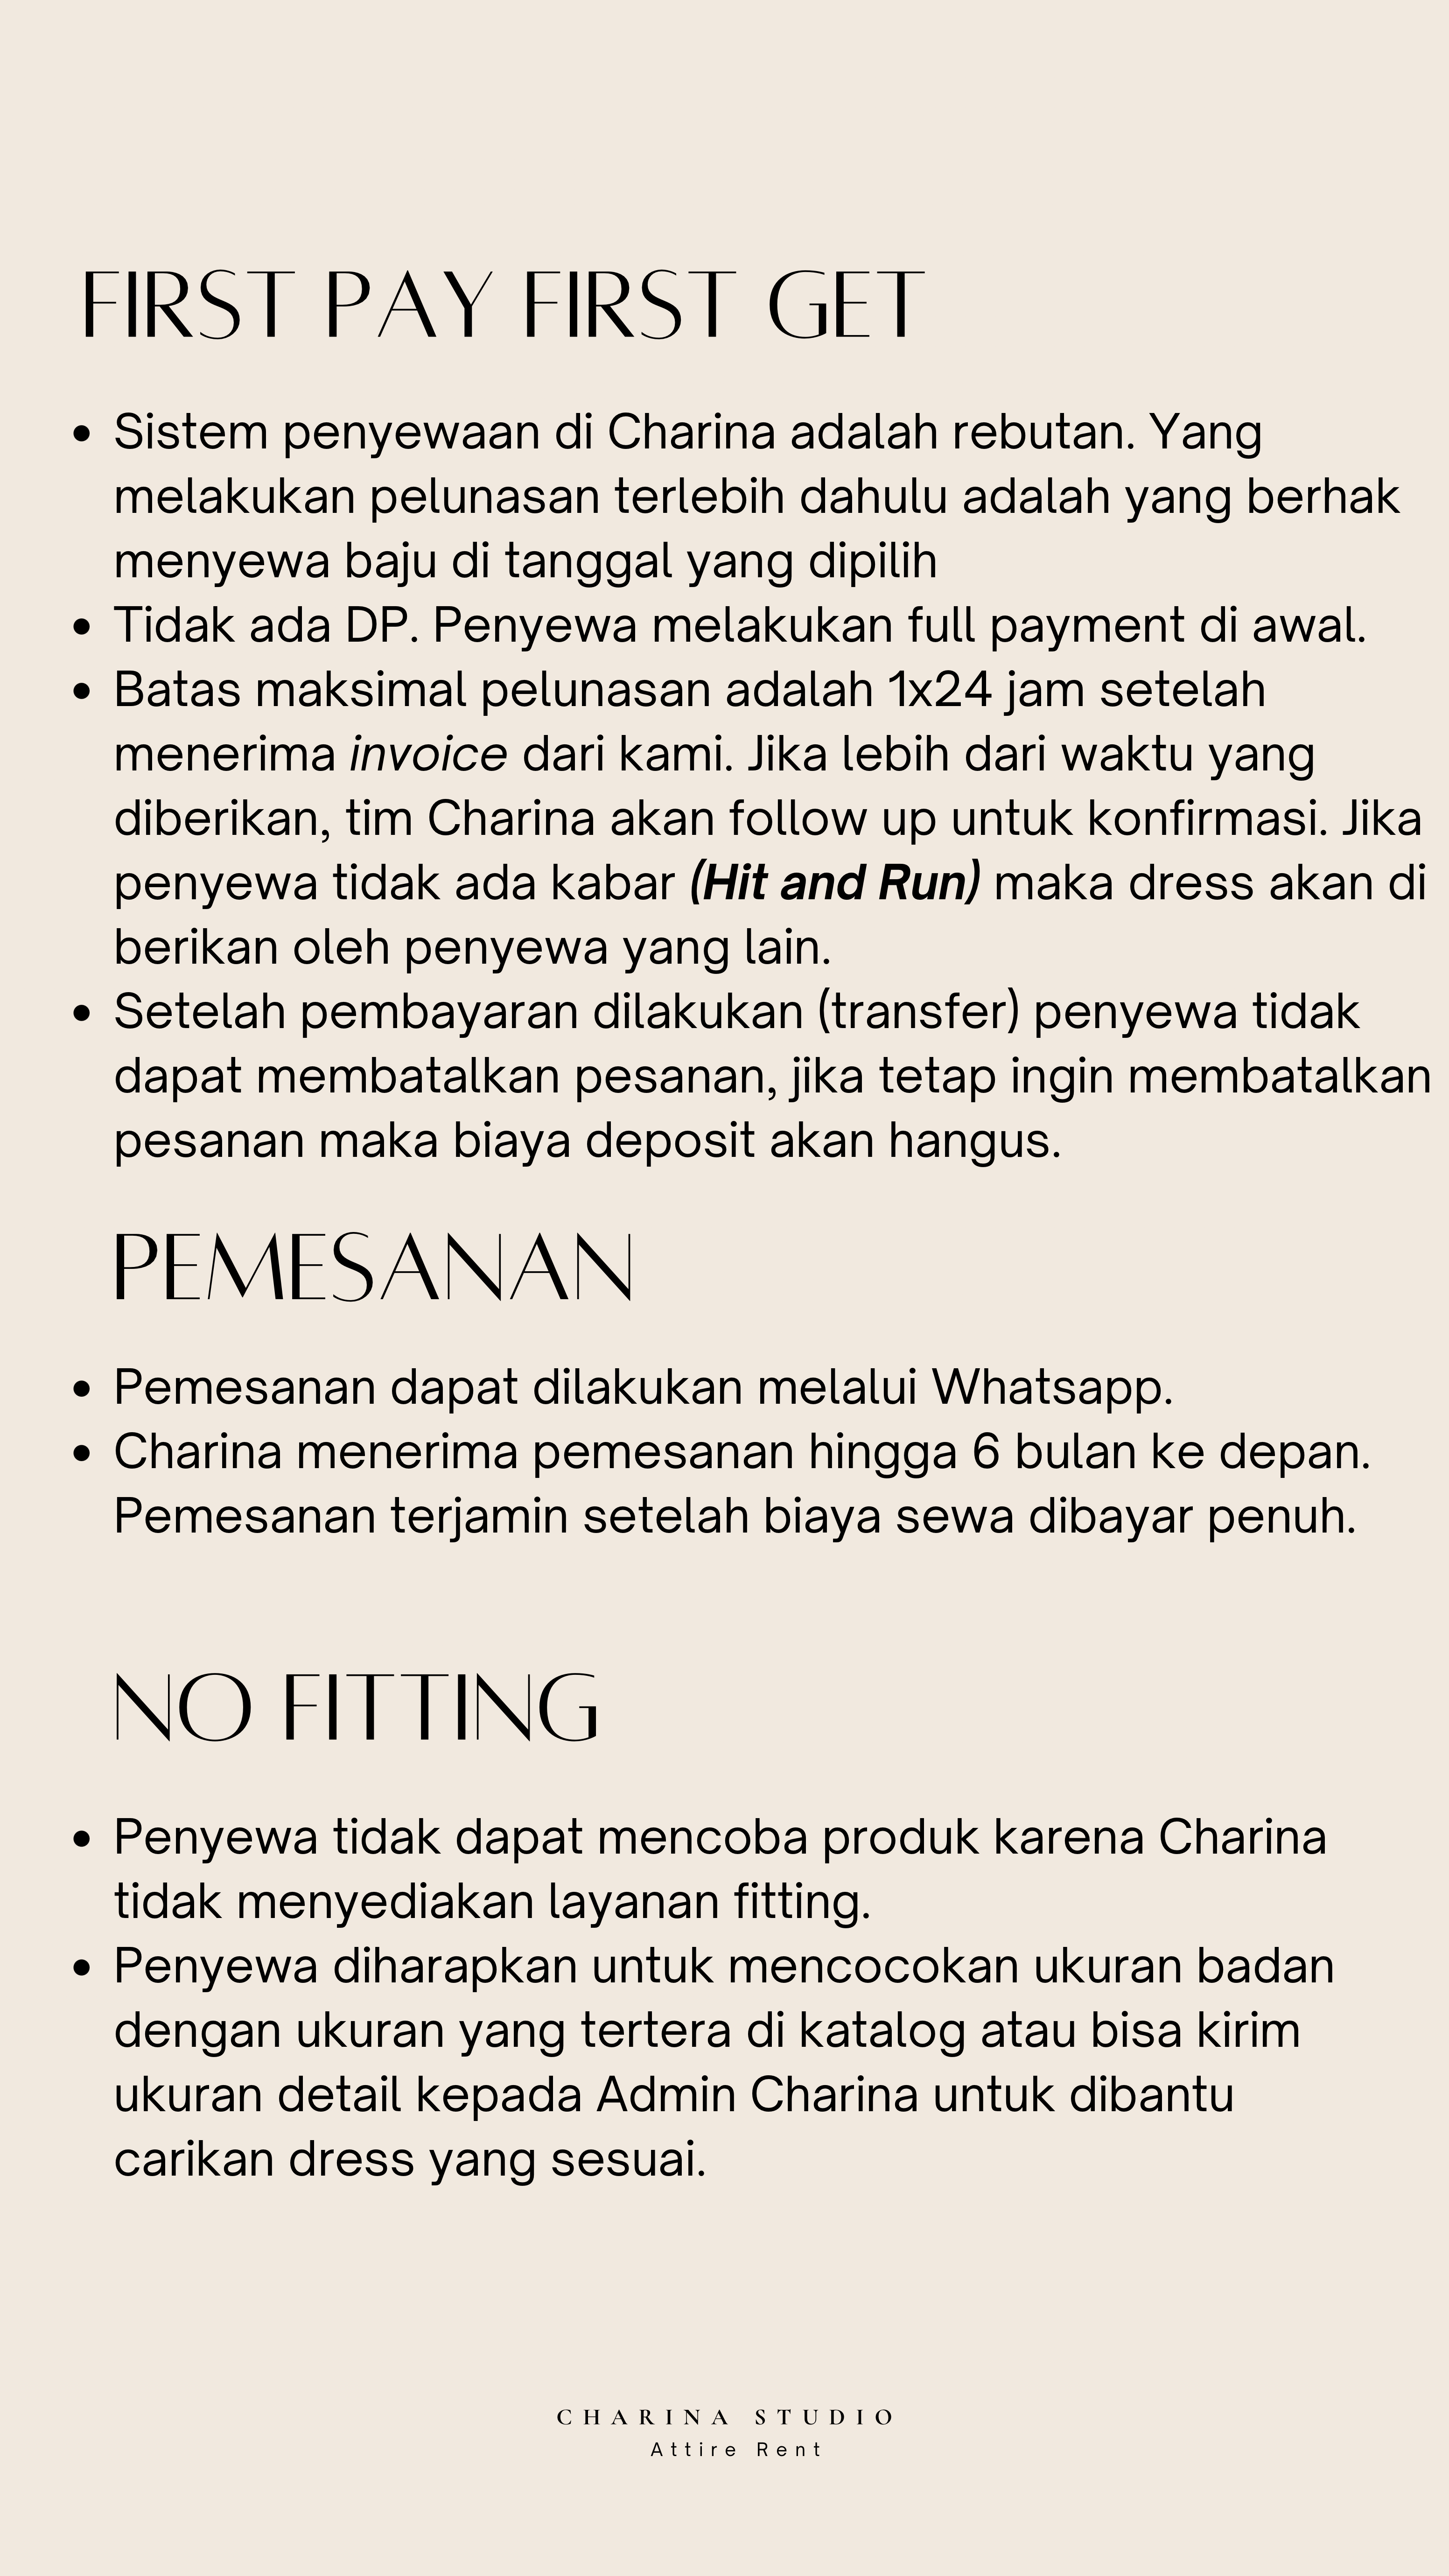 FIRST PAY FIRST GET
• Sistem penyewaan di Charina adalah rebutan. Yang
melakukan pelunasan terlebih dahulu adalah yang berhak
menyewa baju di tanggal yang dipilih
• Tidak ada DP. Penyewa melakukan full payment di awal.
• Batas maksimal pelunasan adalah 1x24 jam setelah
menerima invoice dari kami. Jika lebih dari waktu yang
diberikan, tim Charina akan follow up untuk konfirmasi. Jika
penyewa tidak ada kabar (Hit and Run) maka dress akan di
berikan oleh penyewa yang lain.
• Setelah pembayaran dilakukan (transfer) penyewa tidak
dapat membatalkan pesanan, jika tetap ingin membatalkan
pesanan maka biaya deposit akan hangus.
PEMESANAN
• Pemesanan dapat dilakukan melalui Whatsapp.
• Charina menerima pemesanan hingga 6 bulan ke depan.
Pemesanan terjamin setelah biaya sewa dibayar penuh.
NO FITTING
• Penyewa tidak dapat mencoba produk karena Charina
tidak menyediakan layanan fitting.
• Penyewa diharapkan untuk mencocokan ukuran badan
dengan ukuran yang tertera di katalog atau bisa kirim
ukuran detail kepada Admin Charina untuk dibantu
carikan dress yang sesuai.
CHARINA STUDIO
Attire Rent